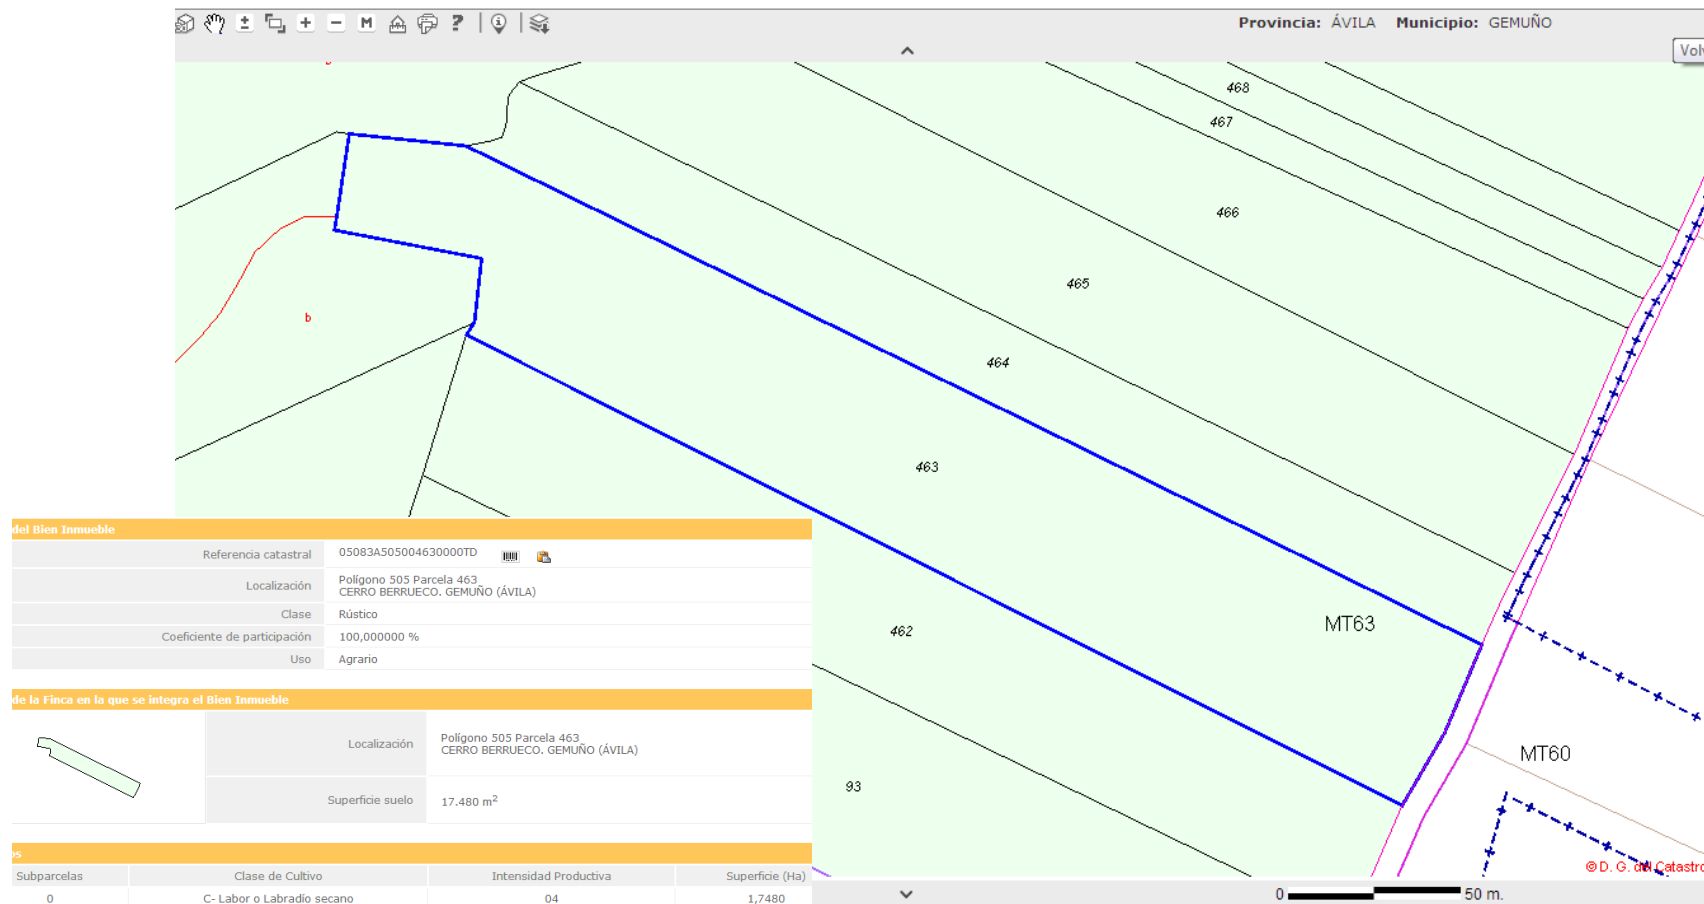 M ? Provincia: ÁVILA Municipio: GEMUÑO
Volv
468
467
466
465
464
b
463
MT63
462
MT60
93
© D. G. del Catastro
0 50 m.
del Bien Inmueble
Referencia catastral 05083A505004630000TD
Localización Polígono 505 Parcela 463
CERRO BERRUECO. GEMUÑO (ÁVILA)
Clase Rústico
Coeficiente de participación 100,000000 %
Uso Agrario
de la Finca en la que se integra el Bien Inmueble
Localización Polígono 505 Parcela 463
CERRO BERRUECO. GEMUÑO (ÁVILA)
Superficie suelo 17.480 m²
os
Subparcelas Clase de Cultivo Intensidad Productiva Superficie (Ha)
0 C- Labor o Labradío secano 04 1,7480